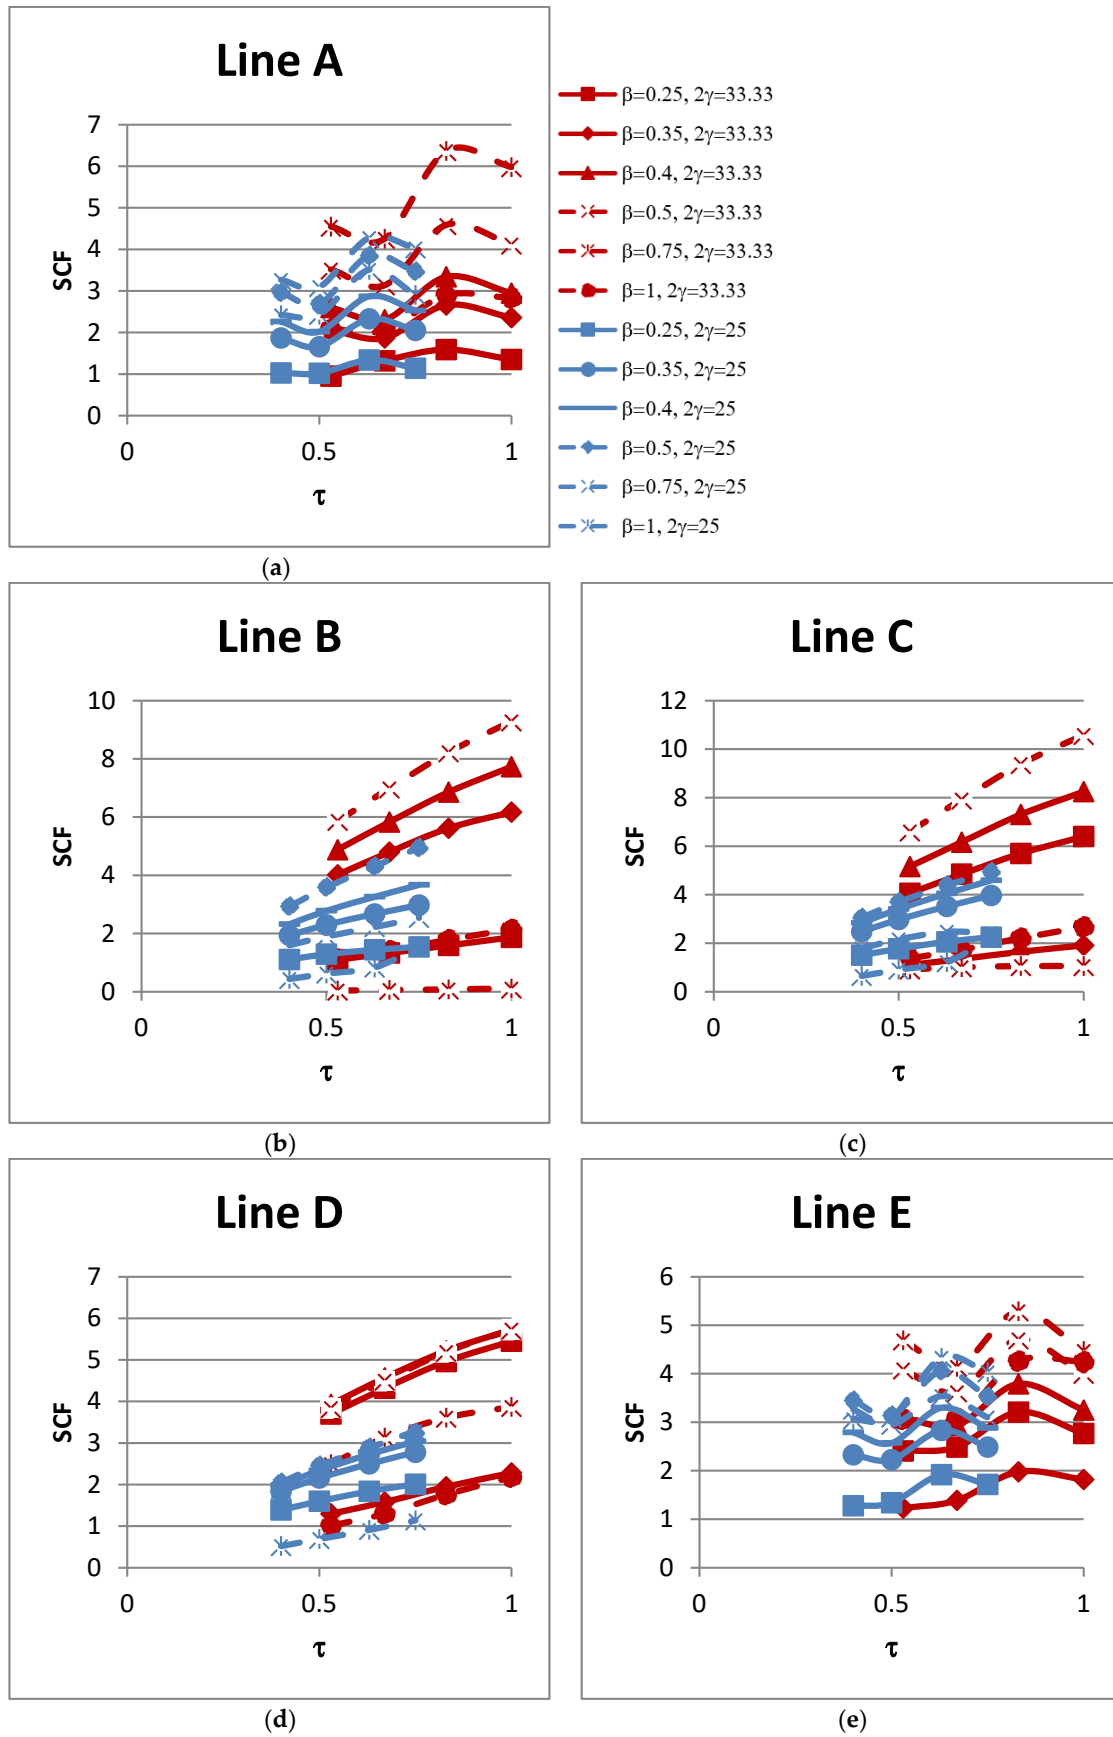 Line A
7
6
5
4
3
2
1
0
SCF
0
0.5
1
τ
β=0.25, 2γ=33.33
β=0.35, 2γ=33.33
β=0.4, 2γ=33.33
β=0.5, 2γ=33.33
β=0.75, 2γ=33.33
β=1, 2γ=33.33
β=0.25, 2γ=25
β=0.35, 2γ=25
β=0.4, 2γ=25
β=0.5, 2γ=25
β=0.75, 2γ=25
β=1, 2γ=25
(a)
Line B
10
8
6
4
2
0
SCF
0
0.5
1
τ
(b)
Line C
12
10
8
6
4
2
0
SCF
0
0.5
1
τ
(c)
Line D
7
6
5
4
3
2
1
0
SCF
0
0.5
1
τ
(d)
Line E
6
5
4
3
2
1
0
SCF
0
0.5
1
τ
(e)